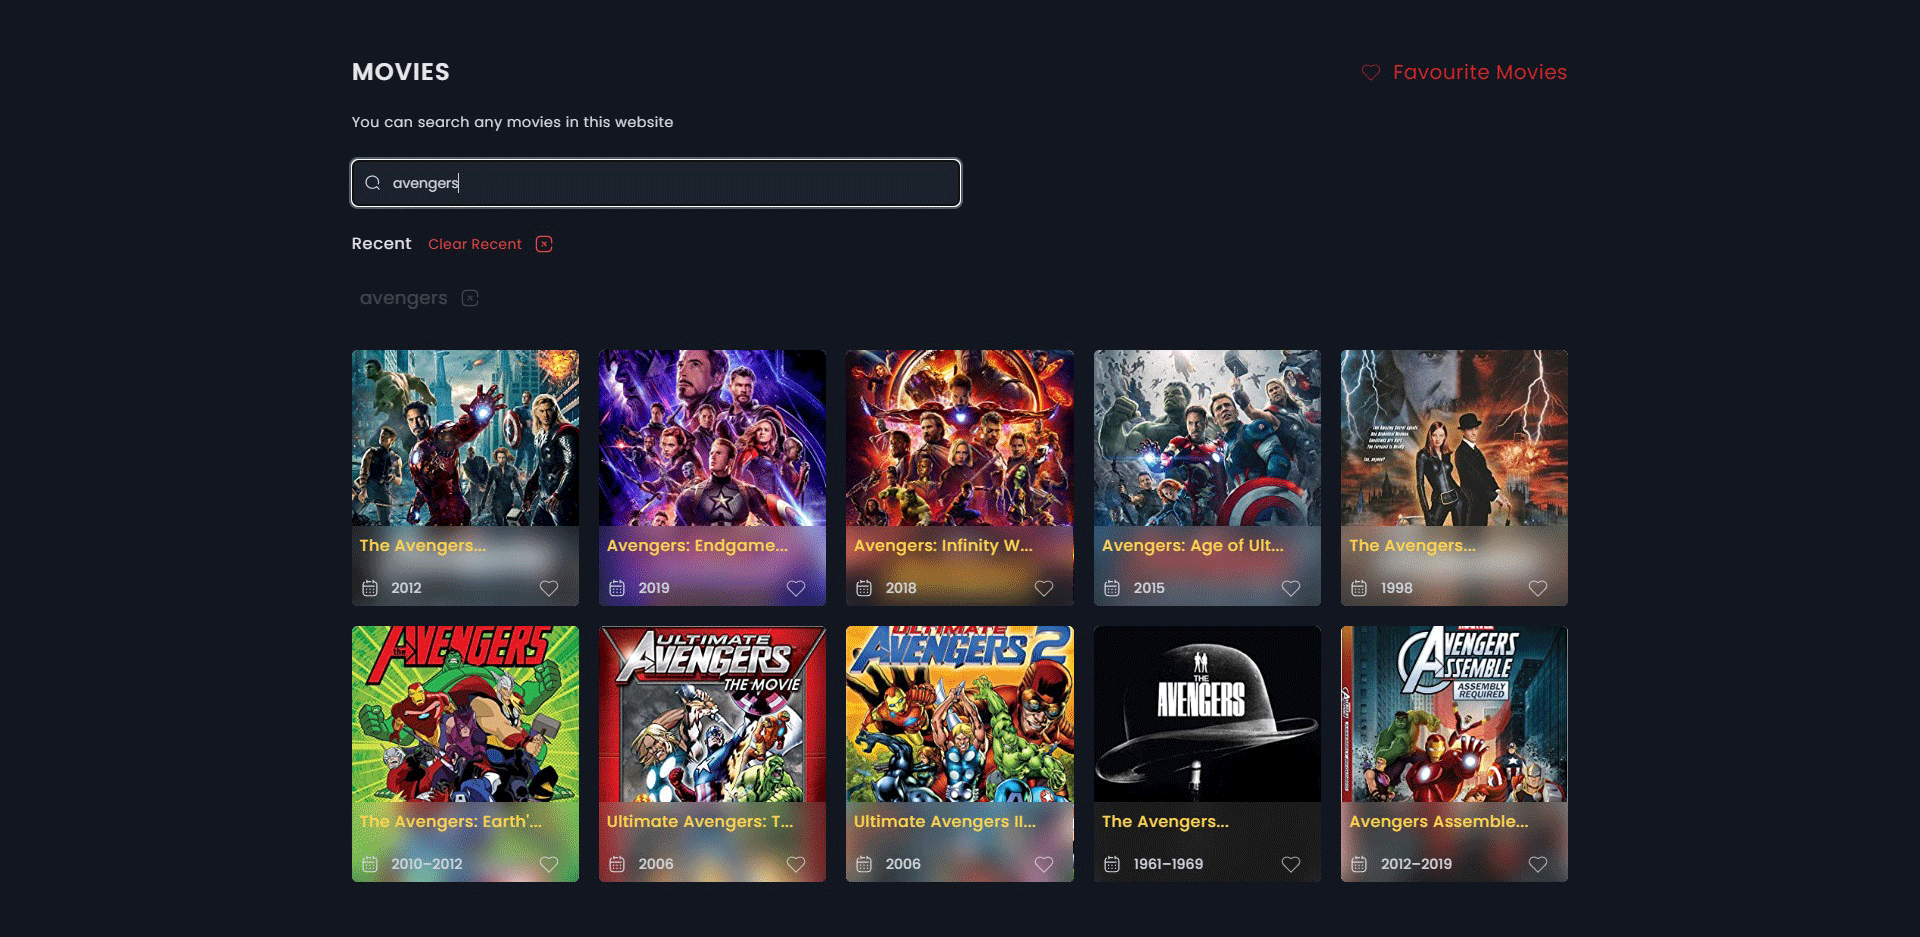 MOVIES
Favourite Movies
You can search any movies in this website
avengers
Recent
Clear Recent
avengers
The Avengers...
2012
Avengers: Endgame...
2019
Avengers: Infinity W...
2018
Avengers: Age of Ult...
2015
The Avengers...
1998
the AVENGERS
The Avengers: Earth'...
2010–2012
ULTIMATE
AVENGERS
THE MOVIE
Ultimate Avengers: T...
2006
ULTIMATE
AVENGERS 2
Ultimate Avengers II...
2006
THE
AVENGERS
The Avengers...
1961–1969
AVENGERS
ASSEMBLE
ASSEMBLY
REQUIRED
Avengers Assemble...
2012–2019